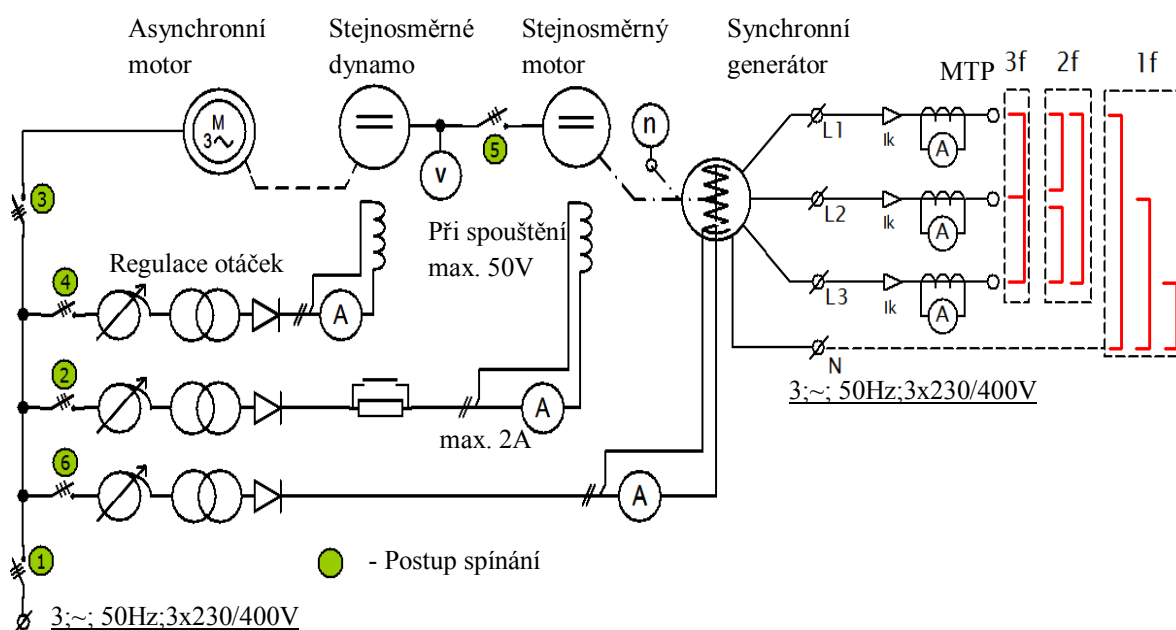 Asynchronní
motor
Stejnosměrné
dynamo
Stejnosměrný
motor
Synchronní
generátor
MTP
3f
2f
1f
M
3~
V
5
n
L1
Ik
A
L2
Ik
A
L3
Ik
A
N
3;~; 50Hz;3x230/400V
3
Při spouštění
max. 50V
Regulace otáček
4
A
2
A
max. 2A
6
A
1
- Postup spínání
3;~; 50Hz;3x230/400V